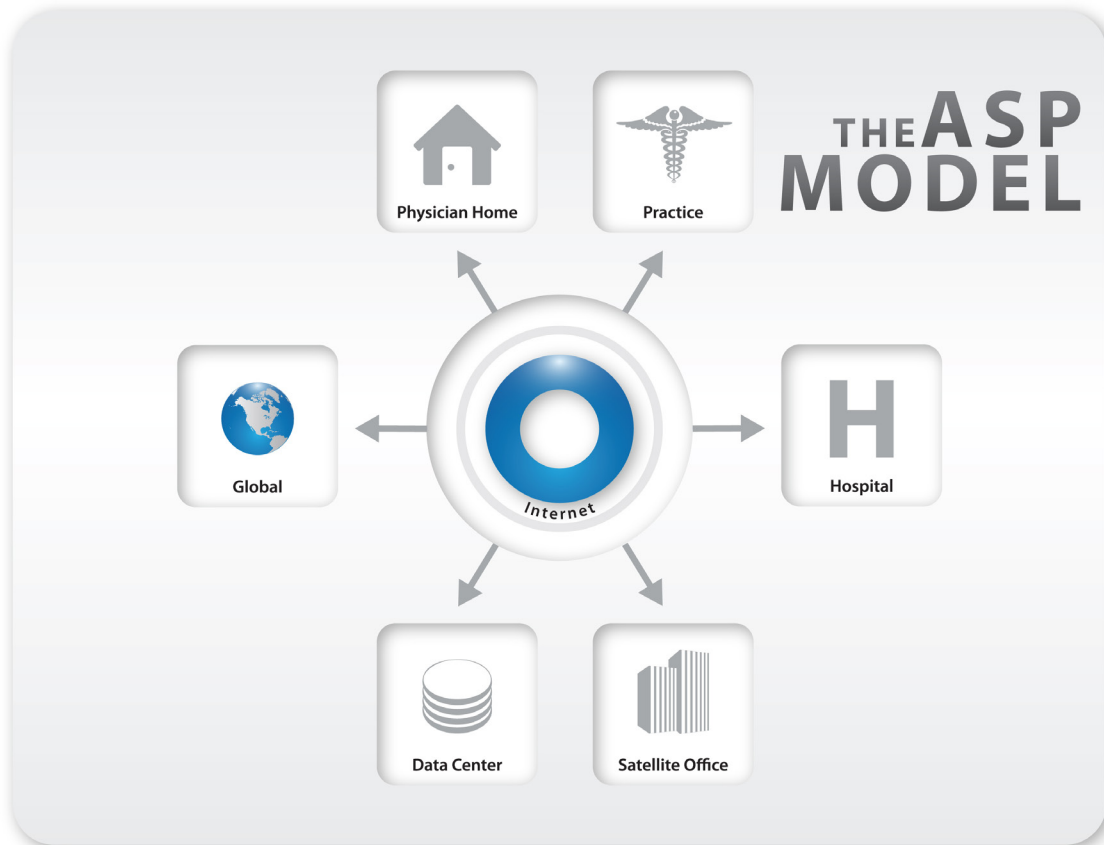 THE ASP
MODEL
Physician Home
Practice
Global
Internet
H
Hospital
Data Center
Satellite Office